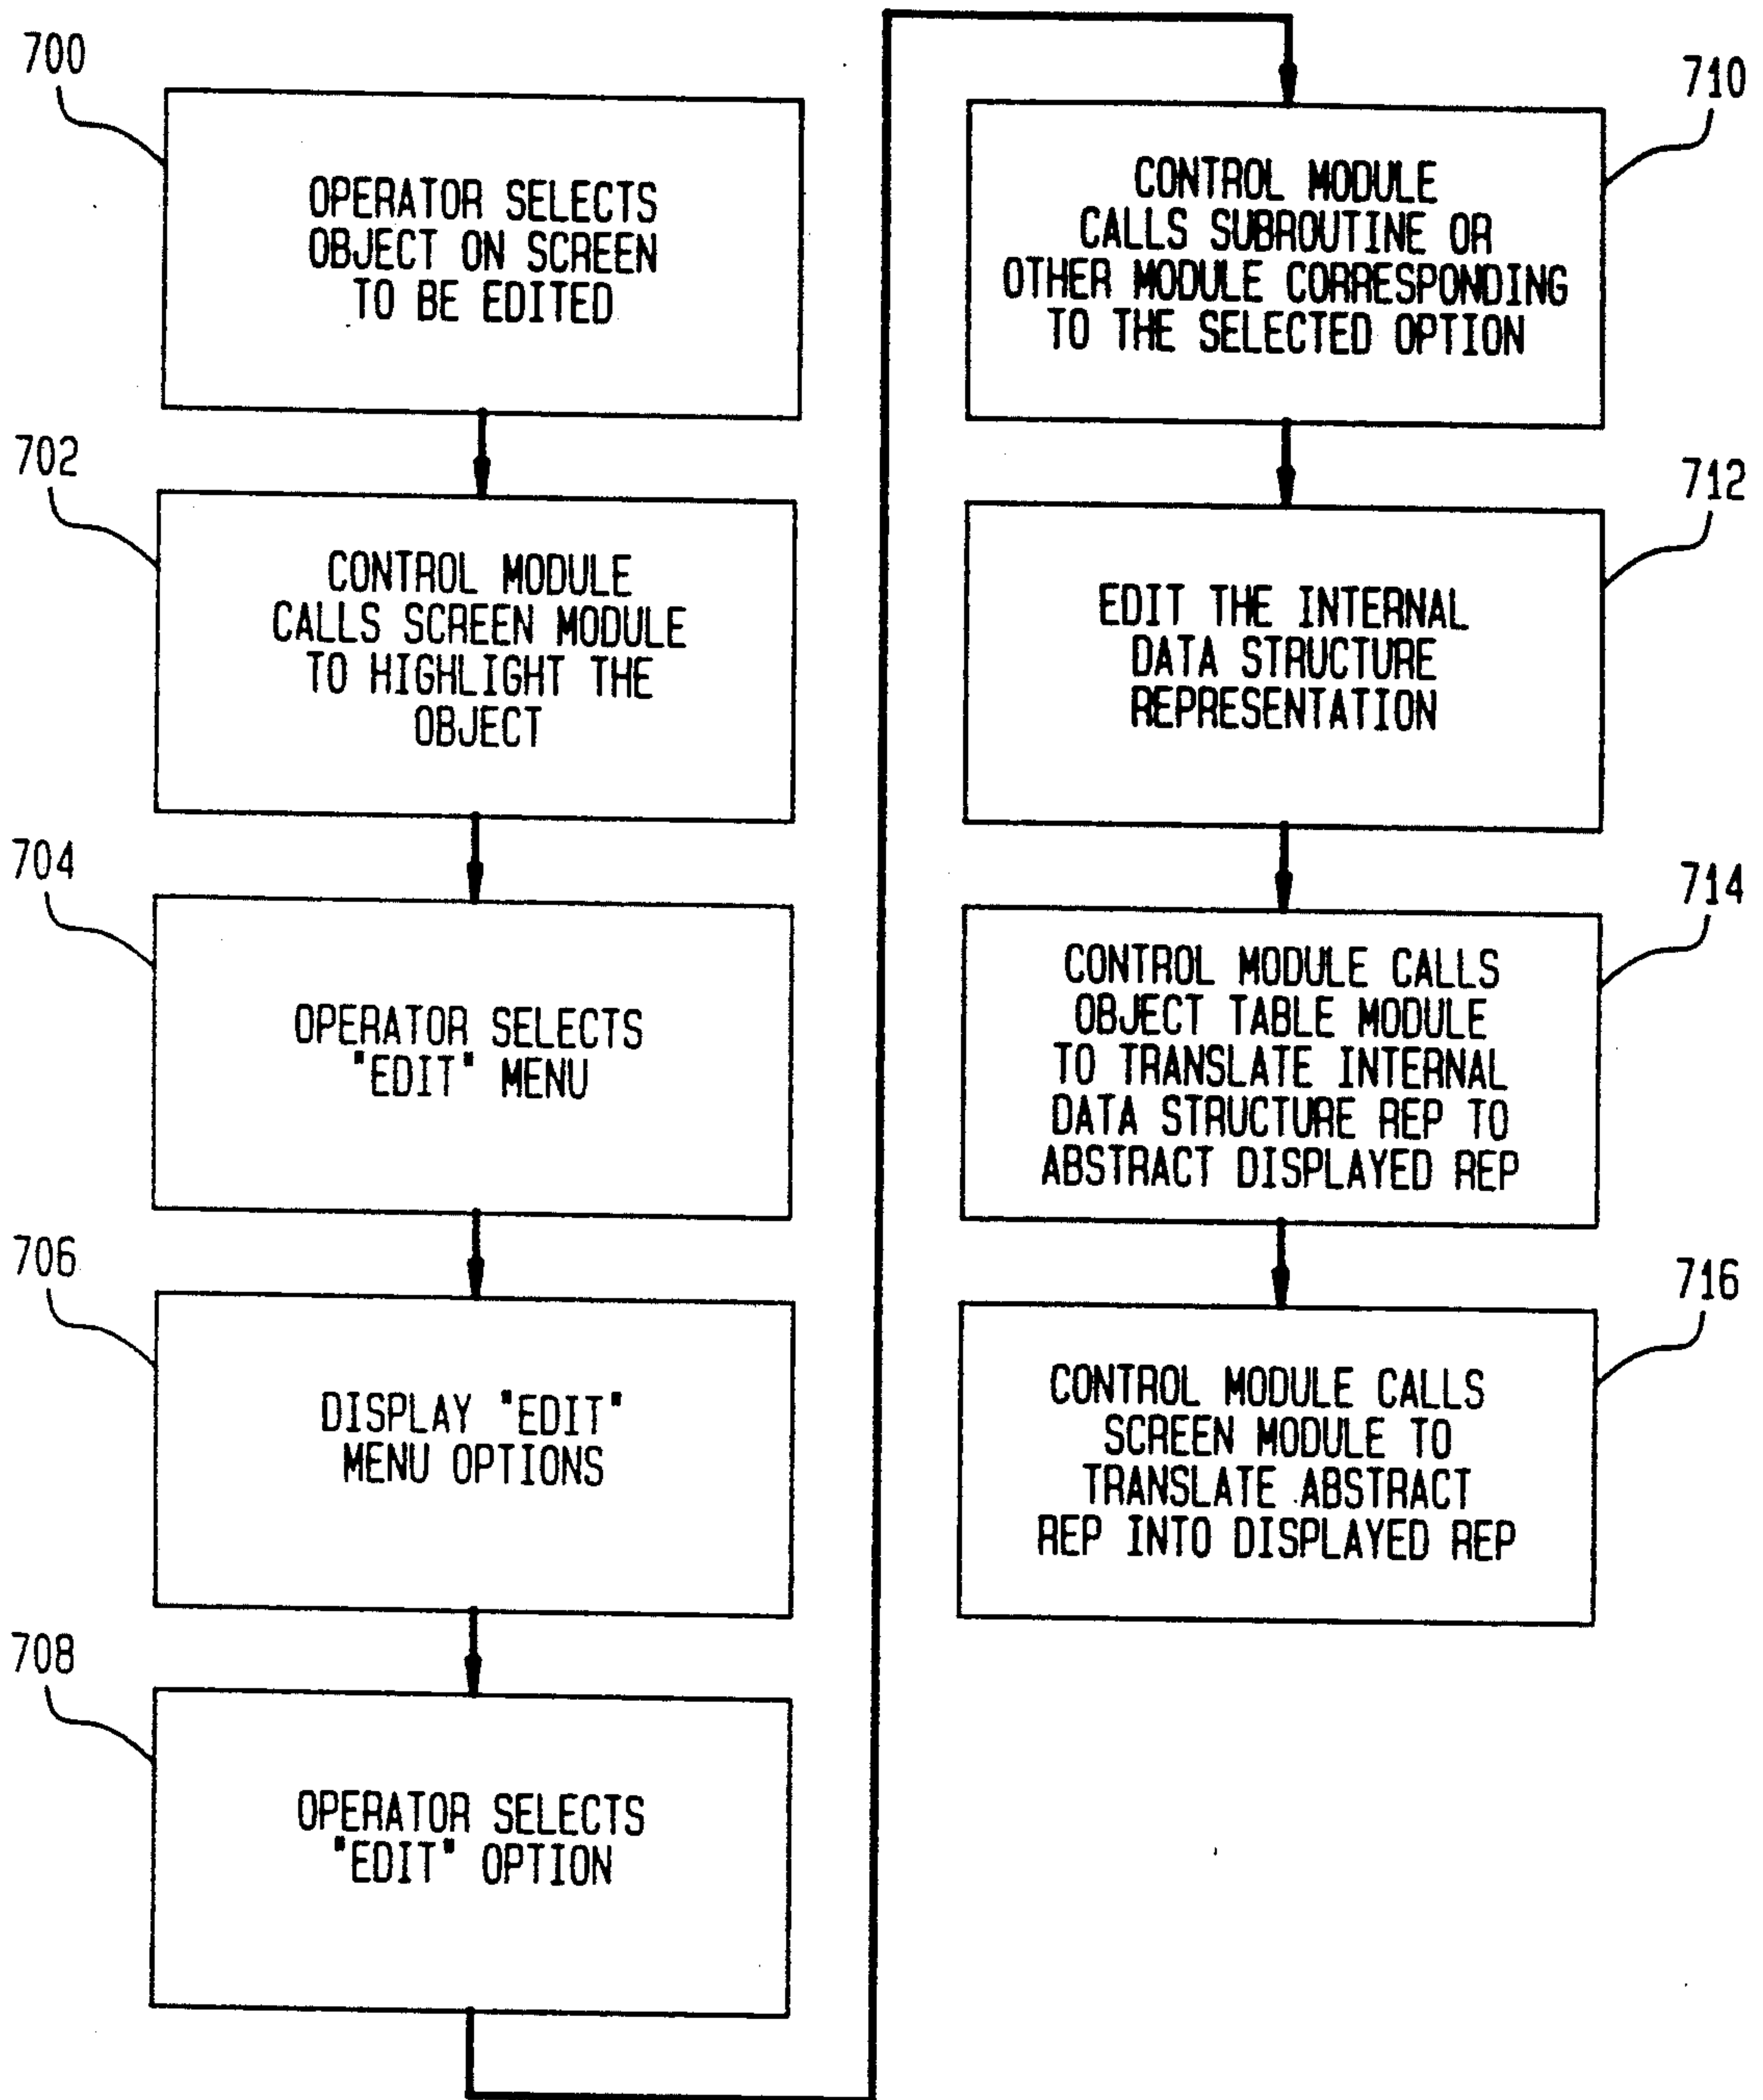 700
OPERATOR SELECTS
OBJECT ON SCREEN
TO BE EDITED
702
CONTROL MODULE
CALLS SCREEN MODULE
TO HIGHLIGHT THE
OBJECT
704
OPERATOR SELECTS
"EDIT" MENU
706
DISPLAY "EDIT"
MENU OPTIONS
708
OPERATOR SELECTS
"EDIT" OPTION
710
CONTROL MODULE
CALLS SUBROUTINE OR
OTHER MODULE CORRESPONDING
TO THE SELECTED OPTION
712
EDIT THE INTERNAL
DATA STRUCTURE
REPRESENTATION
714
CONTROL MODULE CALLS
OBJECT TABLE MODULE
TO TRANSLATE INTERNAL
DATA STRUCTURE REP TO
ABSTRACT DISPLAYED REP
716
CONTROL MODULE CALLS
SCREEN MODULE TO
TRANSLATE ABSTRACT
REP INTO DISPLAYED REP